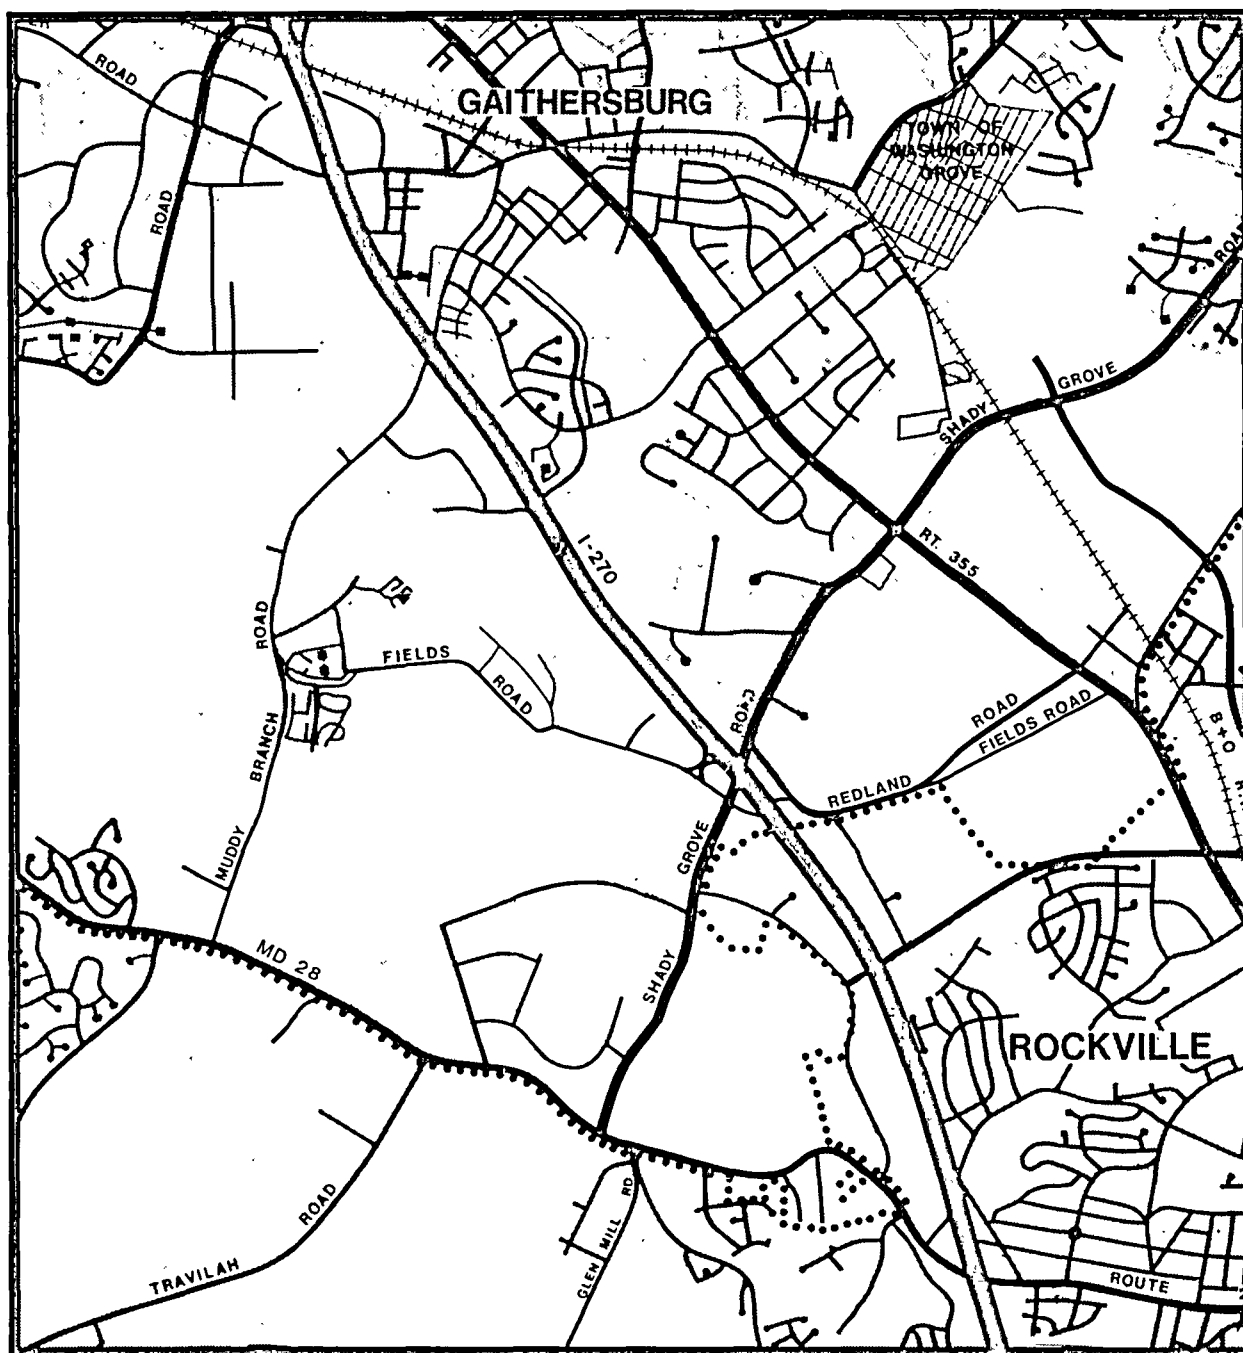 ROAD
GAITHERSBURG
TOWN OF
WASHINGTON
GROVE
ROAD
ROAD
GROVE
SHADY
I-270
RT. 355
ROAD
FIELDS
ROAD
ROAD
ROAD
FIELDS ROAD
B+O
BRANCH
REDLAND
MUDDY
GROVE
MD 28
SHADY
ROCKVILLE
ROAD
GLEN MILL RD
TRAVILAH
ROUTE